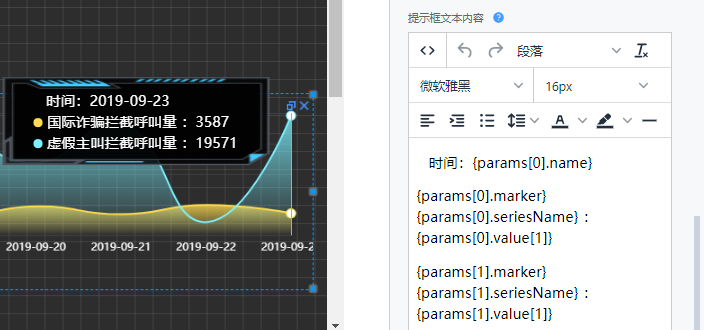 时间：2019-09-23
国际诈骗拦截呼叫量： 3587
虚假主叫拦截呼叫量： 19571
2019-09-20 2019-09-21 2019-09-22 2019-09-2
提示框文本内容
段落
微软雅黑 16px
时间：{params[0].name}
{params[0].marker}
{params[0].seriesName} ：
{params[0].value[1]}
{params[1].marker}
{params[1].seriesName} ：
{params[1].value[1]}